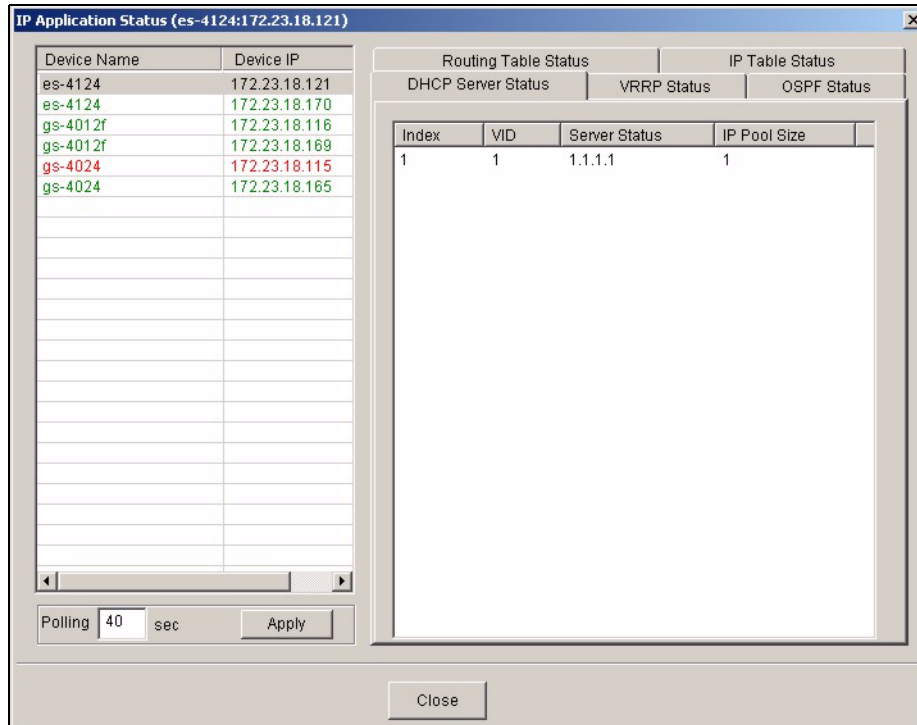 IP Application Status (es-4124:172.23.18.121)
Device Name Device IP
es-4124 172.23.18.121
es-4124 172.23.18.170
gs-4012f 172.23.18.116
gs-4012f 172.23.18.169
gs-4024 172.23.18.115
gs-4024 172.23.18.165
Polling 40 sec Apply
Routing Table Status IP Table Status
DHCP Server Status VRRP Status OSPF Status
Index VID Server Status IP Pool Size
1 1 1.1.1.1 1
Close